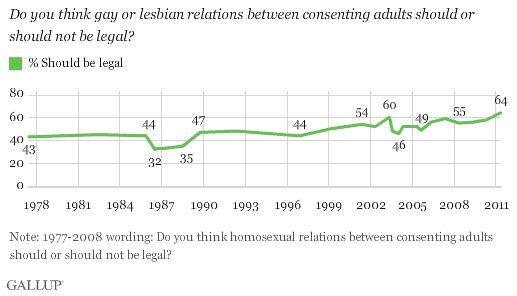 Do you think gay or lesbian relations between consenting adults should or
should not be legal?
% Should be legal
80
60
40
20
0
43
44
32
35
47
44
54
60
46
49
55
64
1978 1981 1984 1987 1990 1993 1996 1999 2002 2005 2008 2011
Note: 1977-2008 wording: Do you think homosexual relations between consenting adults
should or should not be legal?
GALLUP®